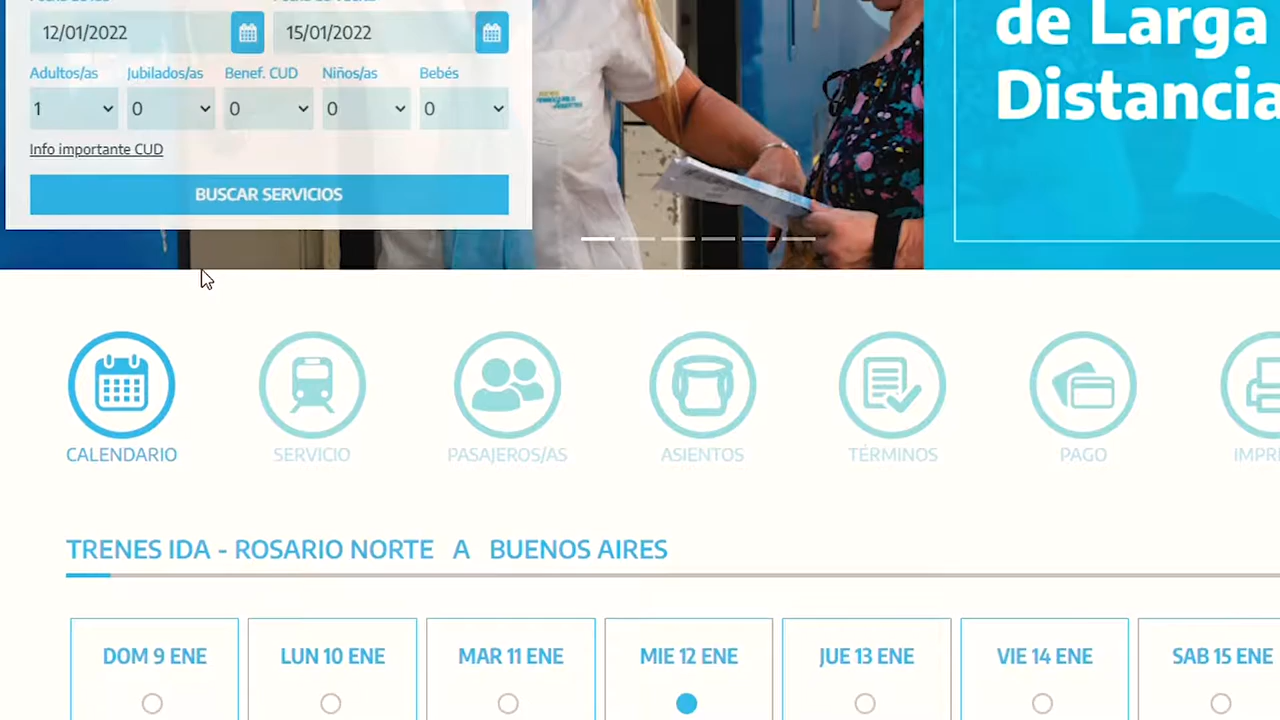 de Larga
Distancia
12/01/2022
15/01/2022
Adultos/as
Jubilados/as
Benef. CUD
Niños/as
Bebés
1
0
0
0
0
Info importante CUD
BUSCAR SERVICIOS
CALENDARIO
SERVICIO
PASAJEROS/AS
ASIENTOS
TÉRMINOS
PAGO
IMPR
TRENES IDA - ROSARIO NORTE A BUENOS AIRES
DOM 9 ENE
LUN 10 ENE
MAR 11 ENE
MIE 12 ENE
JUE 13 ENE
VIE 14 ENE
SAB 15 ENE